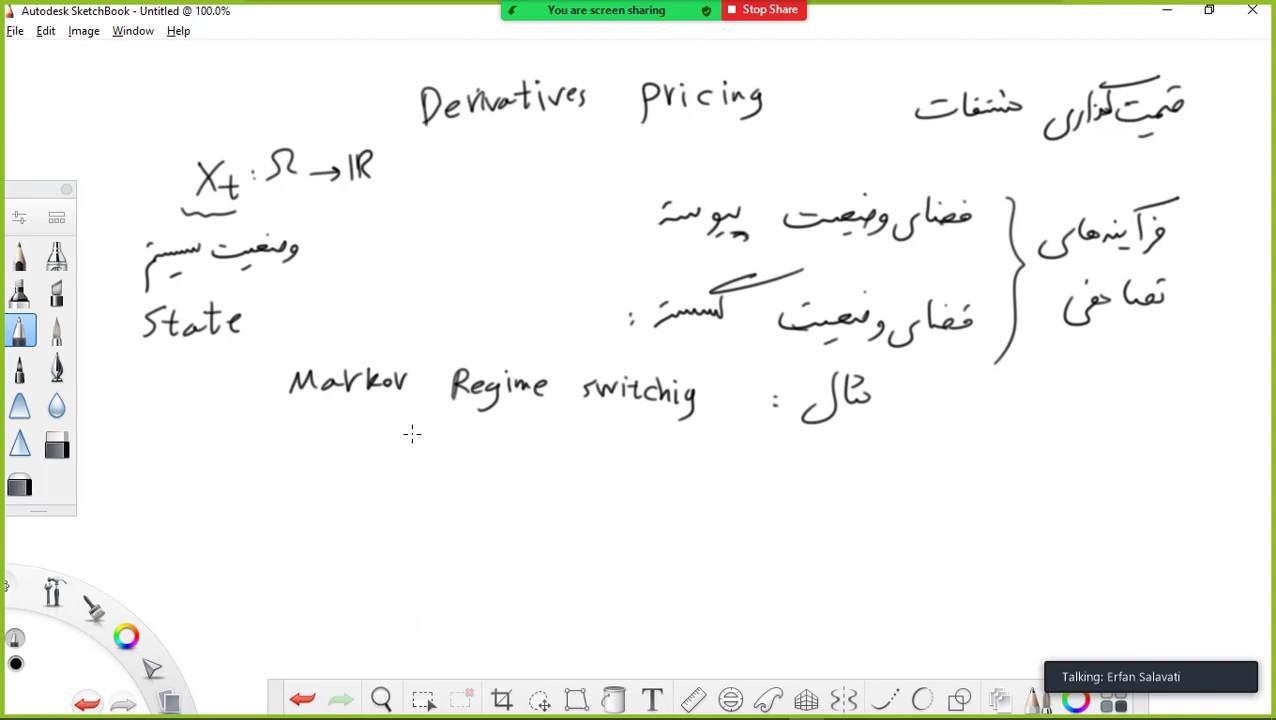 Autodesk SketchBook - Untitled @ 100.0%
You are screen sharing
Stop Share
File Edit Image Window Help
Derivatives pricing قیمت‌گذاری مشتقات
X_t : Ω → ℝ
وضعیت سیستم
State
فرآیندهای تصادفی
فضای وضعیت پیوسته
فضای وضعیت گسسته :
مثال : Markov Regime switchig
Talking: Erfan Salavati